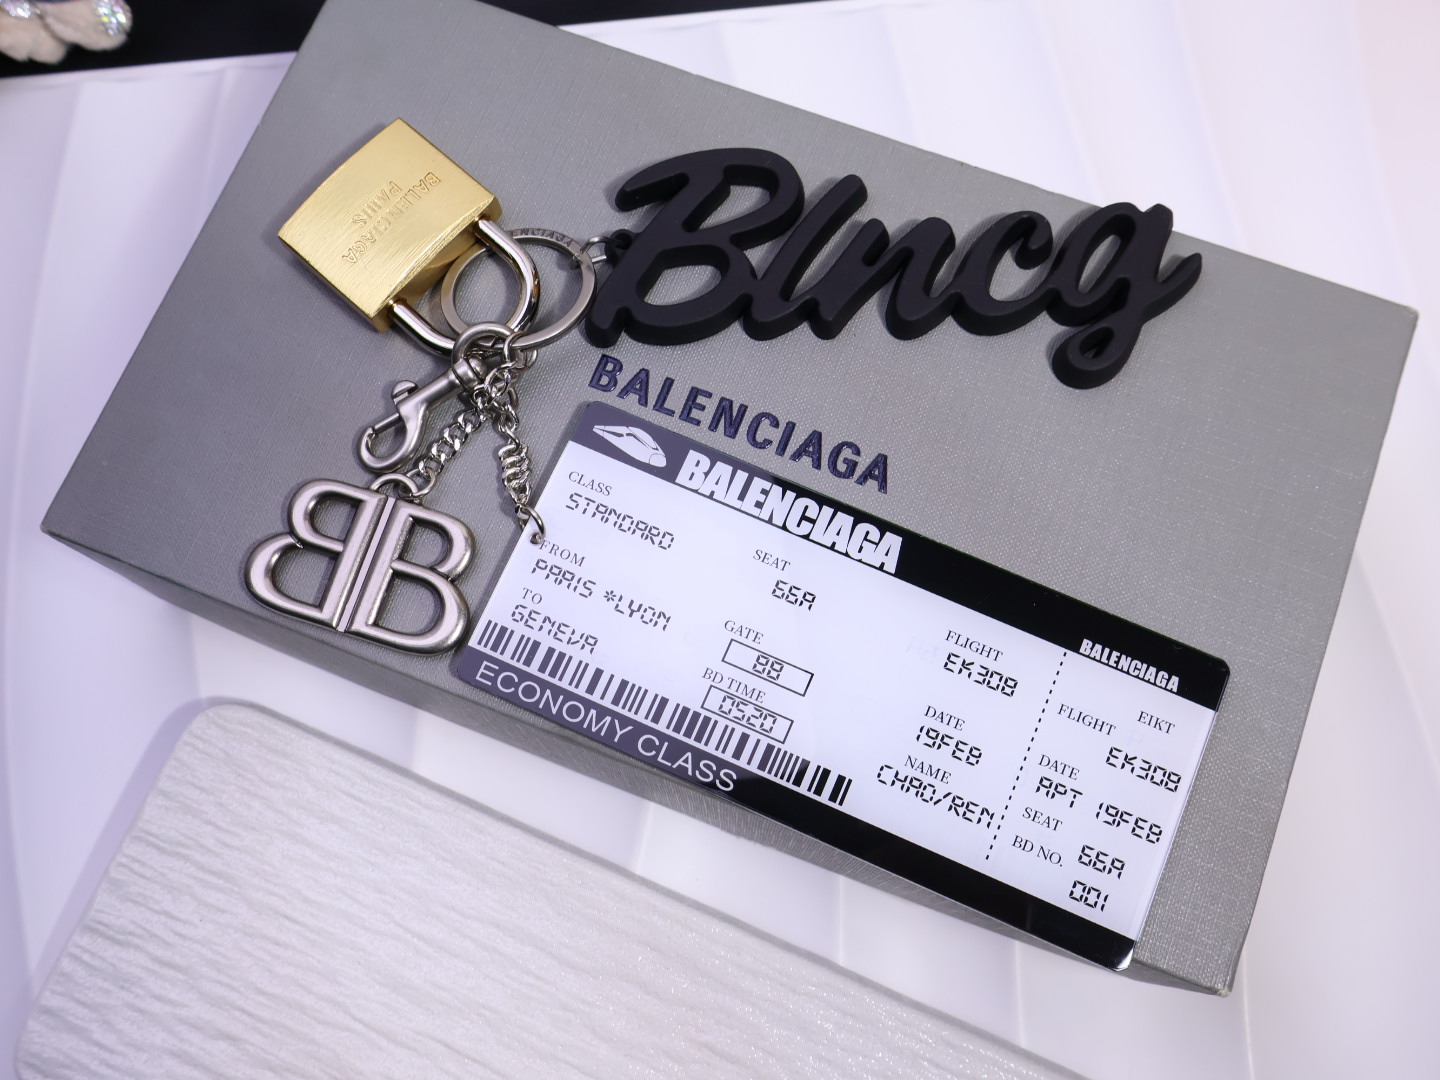 BALENCIAGA
PARIS
Blncg
BALENCIAGA
BB
BALENCIAGA
CLASS
STANDARD
FROM
PARIS *LYON
TO
GENEVA
SEAT
66A
GATE
88
BD TIME
0520
ECONOMY CLASS
FLIGHT
EK308
DATE
19FEB
NAME
CHAO/REN
BALENCIAGA
FLIGHT EIKT
EK308
DATE
APT 19FEB
SEAT
66A
BD NO.
001